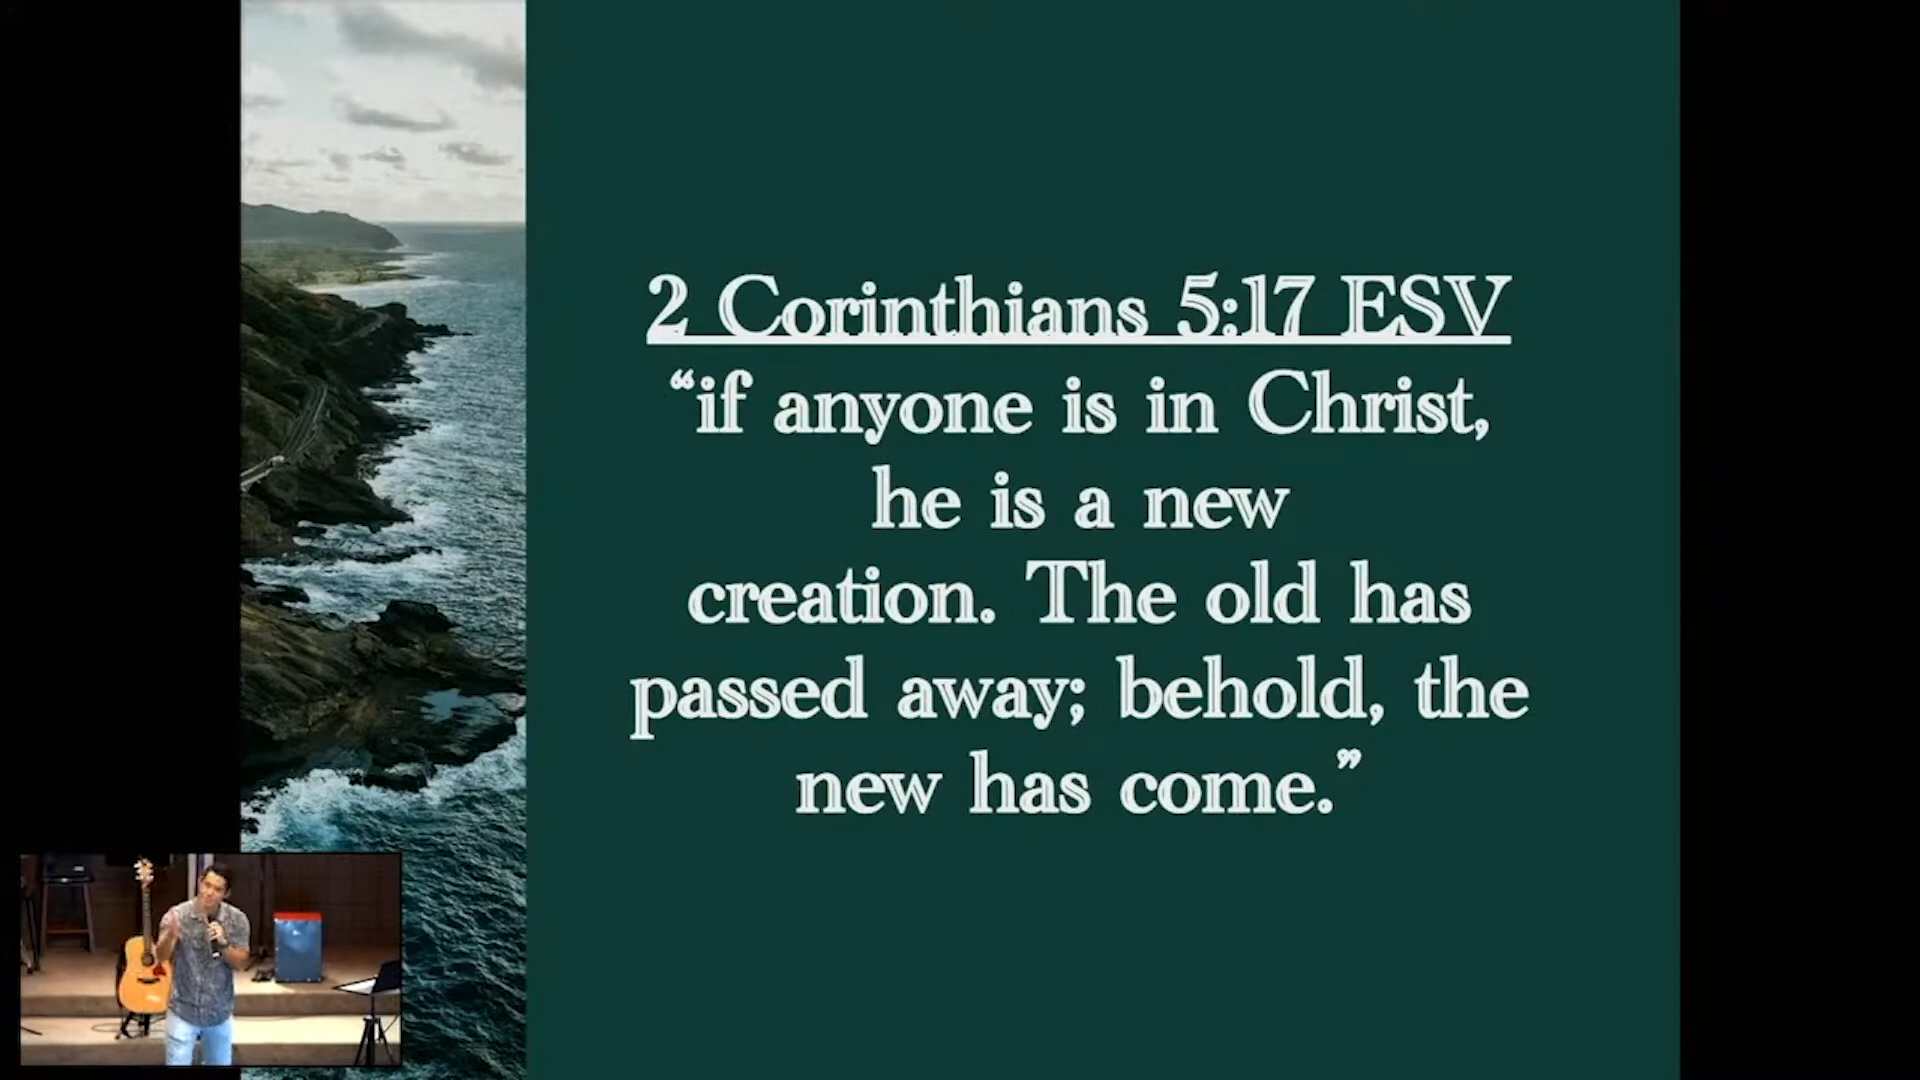 2 Corinthians 5:17 ESV
“if anyone is in Christ,
he is a new
creation. The old has
passed away; behold, the
new has come.”